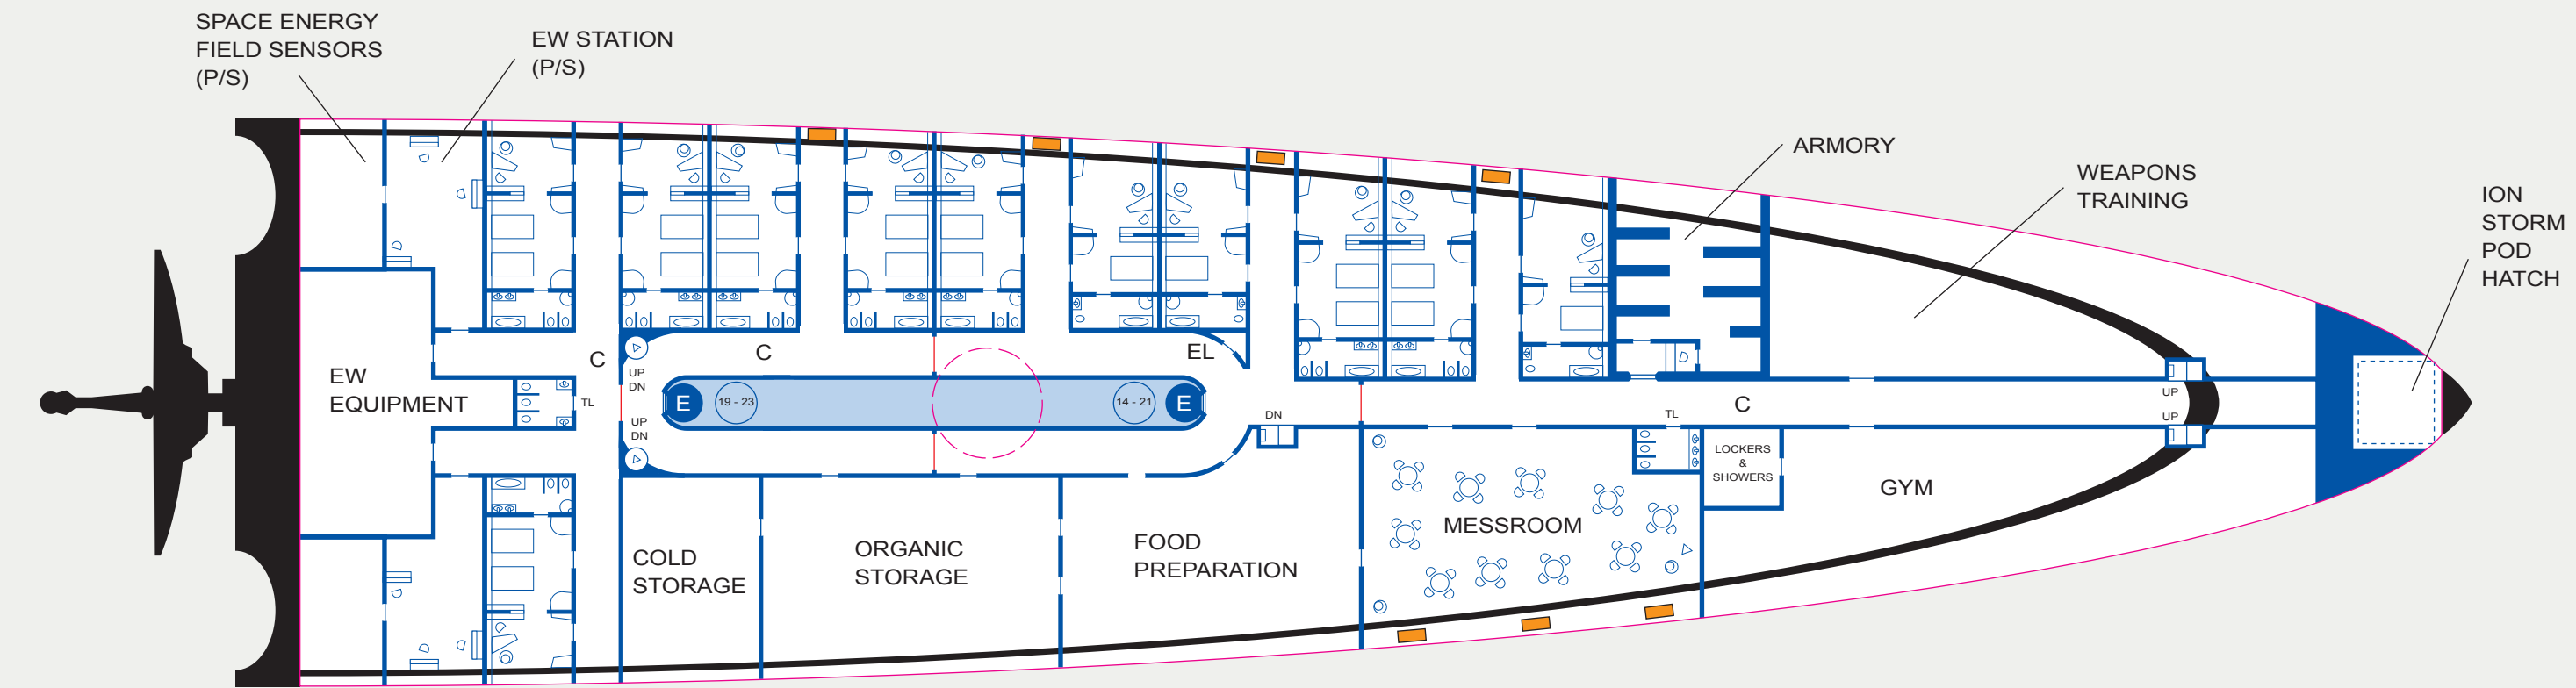 SPACE ENERGY
FIELD SENSORS
(P/S)
EW STATION
(P/S)
ARMORY
WEAPONS
TRAINING
ION
STORM
POD
HATCH
C
C
EL
UP
DN
EW
EQUIPMENT
TL
E
19 - 23
14 - 21
E
UP
DN
DN
TL
C
UP
UP
LOCKERS
&
SHOWERS
GYM
MESSROOM
COLD
STORAGE
ORGANIC
STORAGE
FOOD
PREPARATION